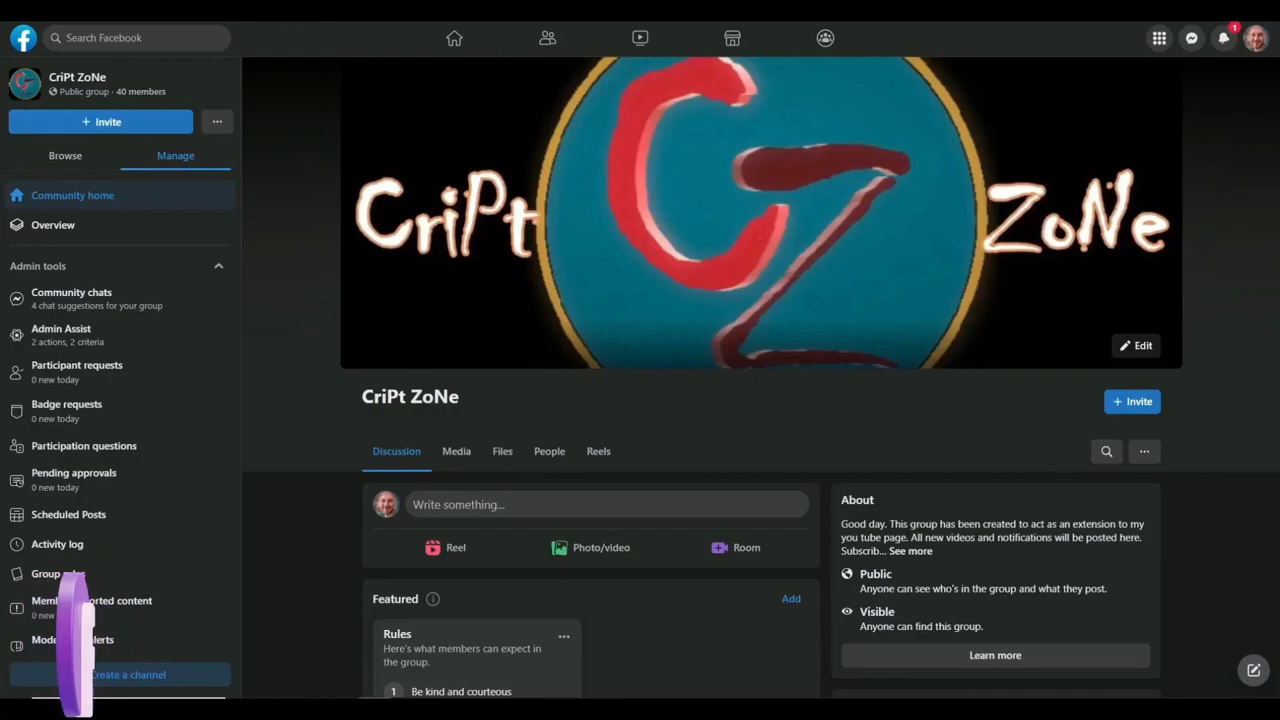 Search Facebook
1
CriPt ZoNe
Public group · 40 members
+ Invite
Browse
Manage
Community home
Overview
Admin tools
Community chats
4 chat suggestions for your group
Admin Assist
2 actions, 2 criteria
Participant requests
0 new today
Badge requests
0 new today
Participation questions
Pending approvals
0 new today
Scheduled Posts
Activity log
Group
0 new
alerts
Create a channel
CriPt
CZ
ZoNe
Edit
CriPt ZoNe
+ Invite
Discussion
Media
Files
People
Reels
Write something...
Reel
Photo/video
Room
Featured
Add
Rules
Here's what members can expect in
the group.
1 Be kind and courteous
About
Good day. This group has been created to act as an extension to my
you tube page. All new videos and notifications will be posted here.
Subscrib... See more
Public
Anyone can see who's in the group and what they post.
Visible
Anyone can find this group.
Learn more